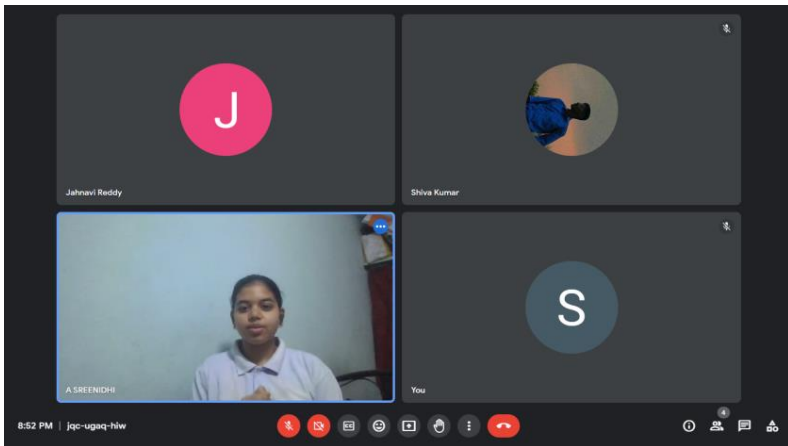 J
Jahnavi Reddy
Shiva Kumar
A SREENIDHI
S
You
8:52 PM | jqc-ugaq-hiw
4